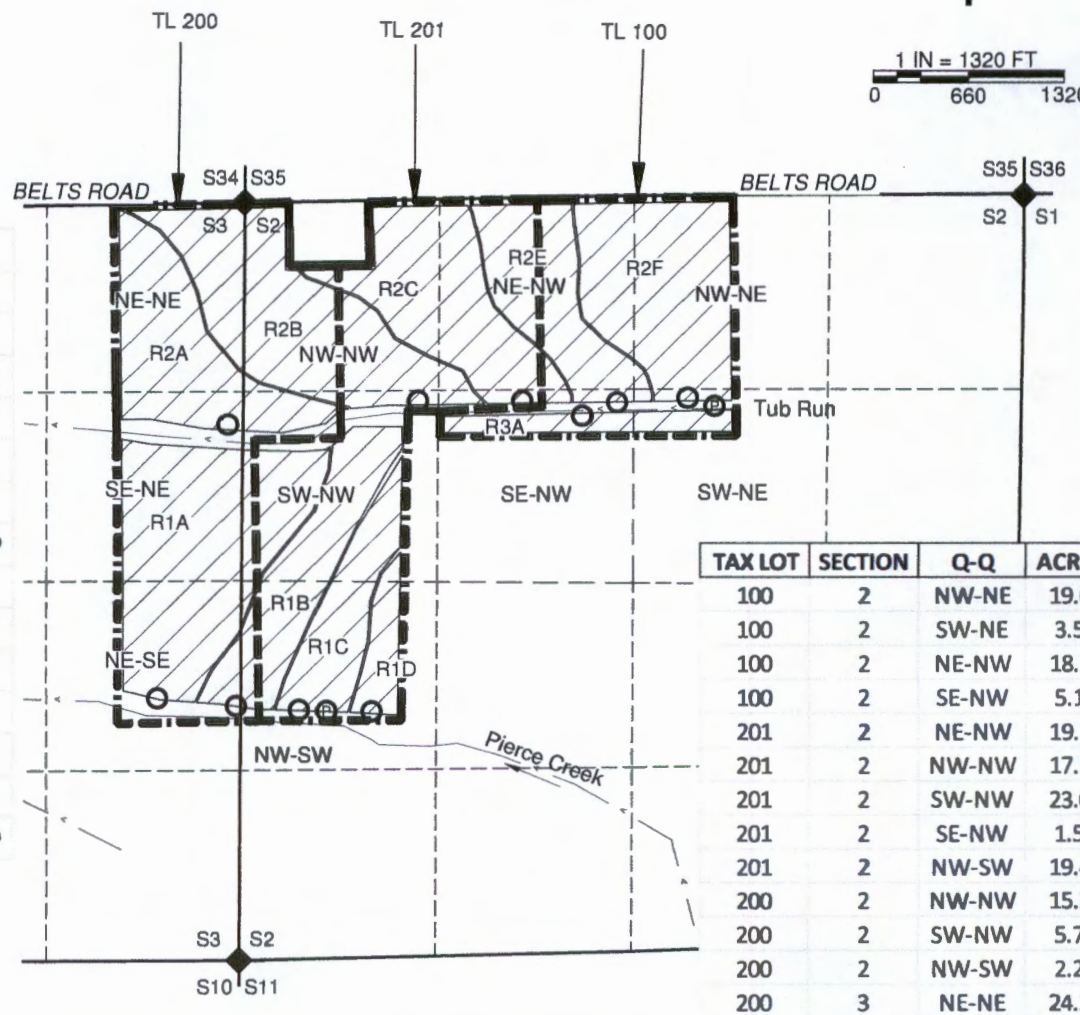 TL 200
TL 201
TL 100
1 IN = 1320 FT
0 660 1320
BELTS ROAD
S34 S35
BELTS ROAD
S35 S36
S3 S2
S2 S1
R2E
R2F
R2C
NE-NW
NE-NE
NW-NE
R2B
R2A
NW-NW
Tub Run
R3A
SE-NE
SW-NW
SE-NW
SW-NE
R1A
R1B
R1C
NE-SE
R1D
NW-SW
Pierce Creek
S3 S2
S10 S11
TAX LOT SECTION Q-Q ACR
100 2 NW-NE 19.
100 2 SW-NE 3.5
100 2 NE-NW 18.
100 2 SE-NW 5.1
201 2 NE-NW 19.
201 2 NW-NW 17.
201 2 SW-NW 23.
201 2 SE-NW 1.5
201 2 NW-SW 19.
200 2 NW-NW 15.
200 2 SW-NW 5.7
200 2 NW-SW 2.2
200 3 NE-NE 24.